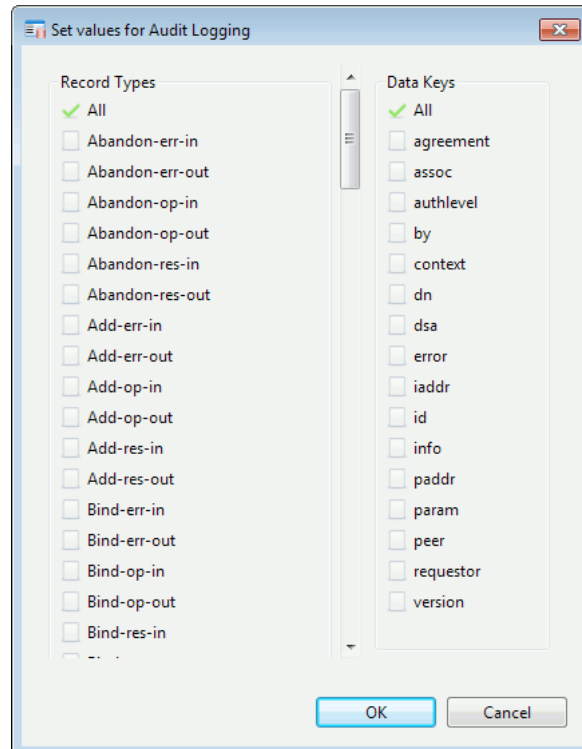 Set values for Audit Logging
Record Types
All
Abandon-err-in
Abandon-err-out
Abandon-op-in
Abandon-op-out
Abandon-res-in
Abandon-res-out
Add-err-in
Add-err-out
Add-op-in
Add-op-out
Add-res-in
Add-res-out
Bind-err-in
Bind-err-out
Bind-op-in
Bind-op-out
Bind-res-in
Data Keys
All
agreement
assoc
authlevel
by
context
dn
dsa
error
iaddr
id
info
paddr
param
peer
requestor
version
OK
Cancel